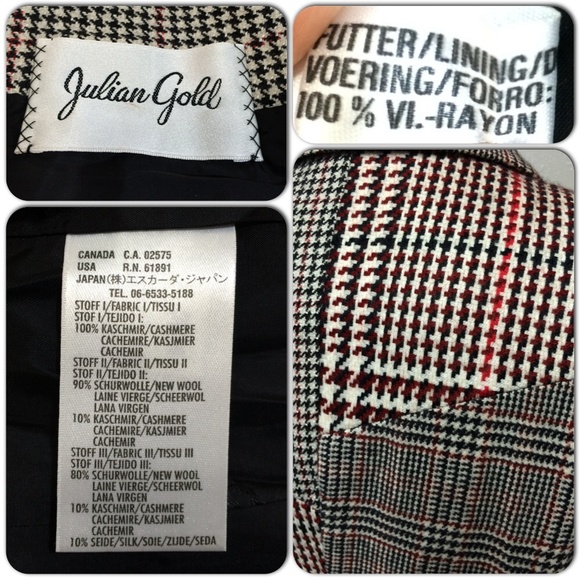 Julian Gold
FUTTER/LINING/D
VOERING/FORRO:
100 % VI.-RAYON
CANADA C.A. 02575
USA R.N. 61891
JAPAN(株)エスカーダ・ジャパン
TEL. 06-6533-5188
STOFF I/FABRIC I/TISSU I
STOF I/TEJIDO I:
100% KASCHMIR/CASHMERE
CACHEMIRE/KASJMIER
CACHEMIR
STOFF II/FABRIC II/TISSU II
STOF II/TEJIDO II:
90% SCHURWOLLE/NEW WOOL
LAINE VIERGE/SCHEERWOL
LANA VIRGEN
10% KASCHMIR/CASHMERE
CACHEMIRE/KASJMIER
CACHEMIR
STOFF III/FABRIC III/TISSU III
STOF III/TEJIDO III:
80% SCHURWOLLE/NEW WOOL
LAINE VIERGE/SCHEERWOL
LANA VIRGEN
10% KASCHMIR/CASHMERE
CACHEMIRE/KASJMIER
CACHEMIR
10% SEIDE/SILK/SOIE/ZIJDE/SEDA